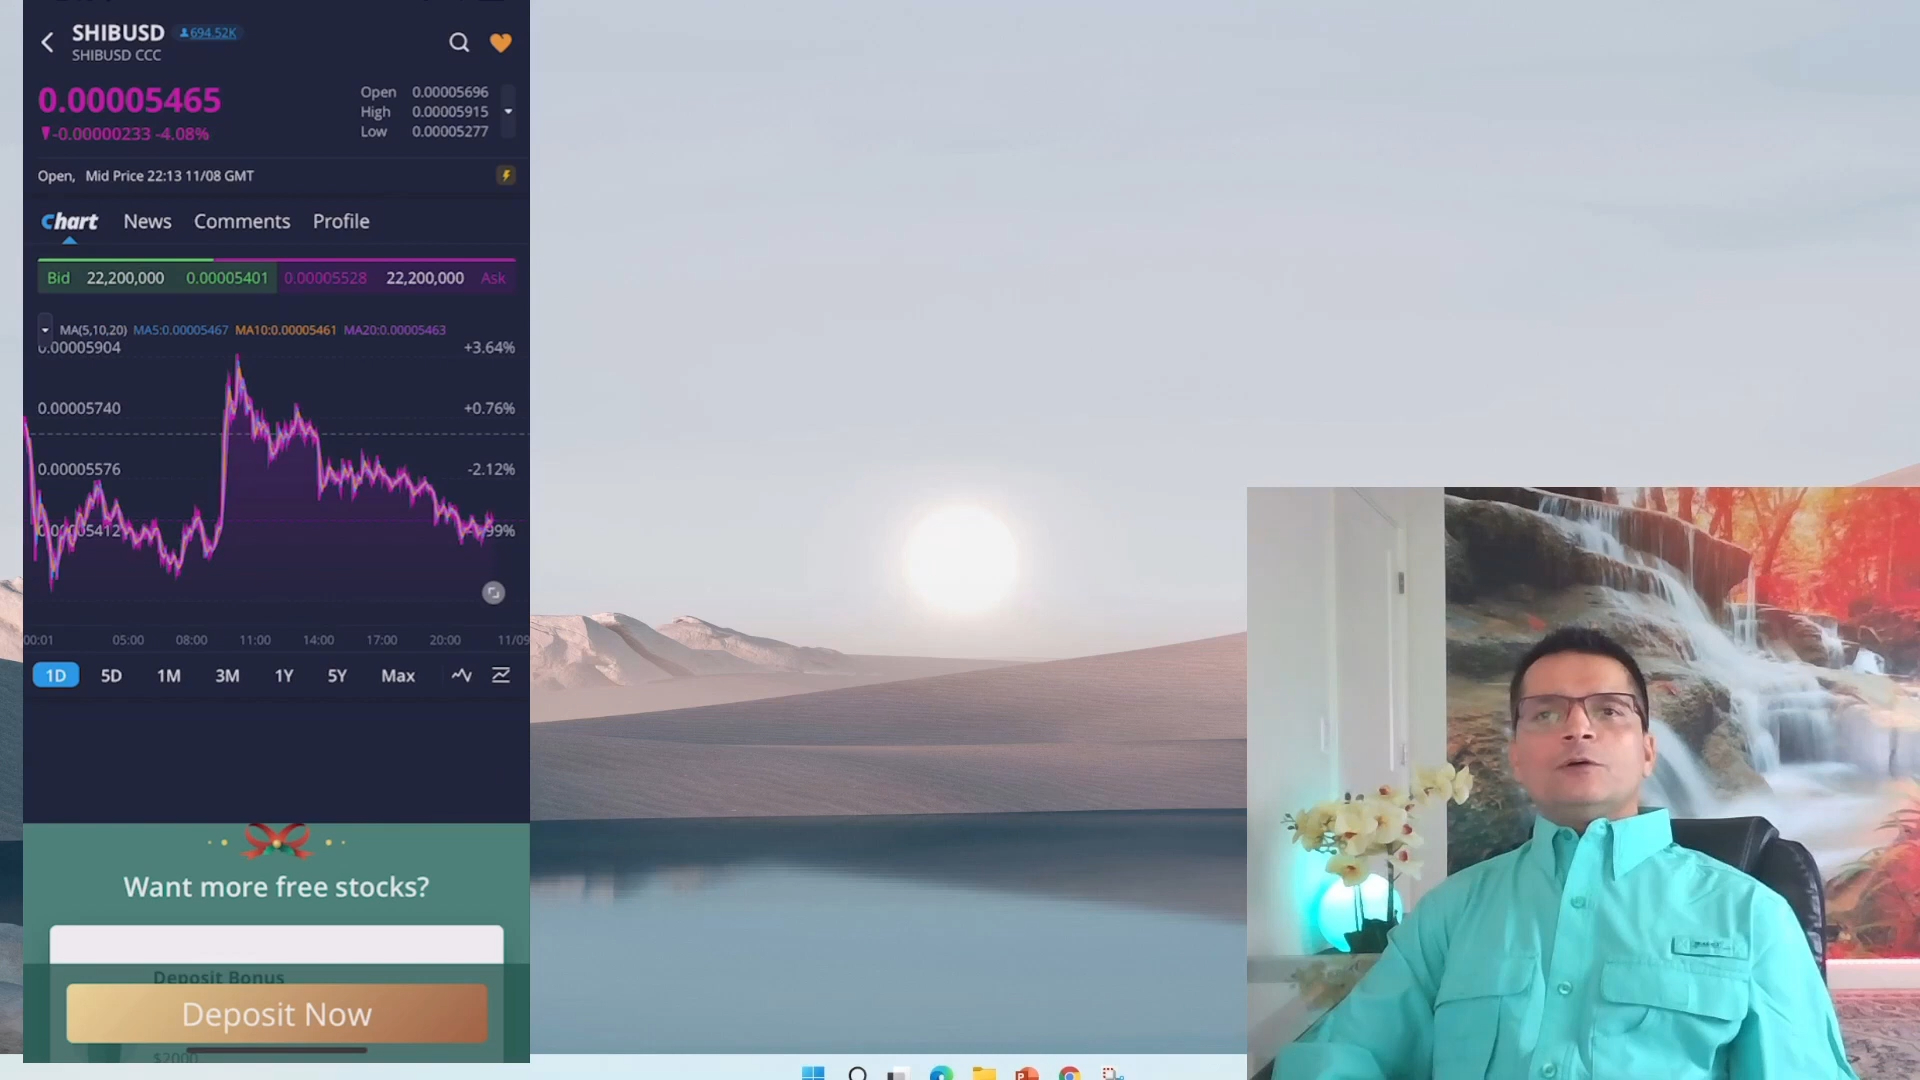 SHIBUSD 694.52K
SHIBUSD CCC
0.00005465
-0.00000233 -4.08%
Open 0.00005696
High 0.00005915
Low 0.00005277
Open, Mid Price 22:13 11/08 GMT
Chart News Comments Profile
Bid 22,200,000 0.00005401 0.00005528 22,200,000 Ask
MA(5,10,20) MA5:0.00005467 MA10:0.00005461 MA20:0.00005463
0.00005904 +3.64%
0.00005740 +0.76%
0.00005576 -2.12%
0.00005412
00:01 05:00 08:00 11:00 14:00 17:00 20:00 11/09
1D 5D 1M 3M 1Y 5Y Max
Want more free stocks?
Deposit Bonus
Deposit Now
$2000